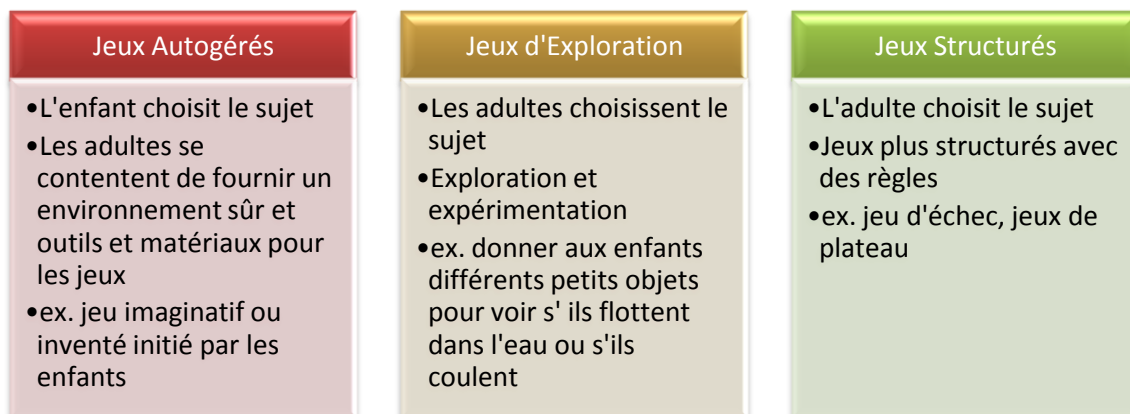 Jeux Autogérés
•L'enfant choisit le sujet
•Les adultes se
contentent de fournir un
environnement sûr et
outils et matériaux pour
les jeux
•ex. jeu imaginatif ou
inventé initié par les
enfants
Jeux d'Exploration
•Les adultes choisissent le
sujet
•Exploration et
expérimentation
•ex. donner aux enfants
différents petits objets
pour voir s' ils flottent
dans l'eau ou s'ils
coulent
Jeux Structurés
•L'adulte choisit le sujet
•Jeux plus structurés avec
des règles
•ex. jeu d'échec, jeux de
plateau